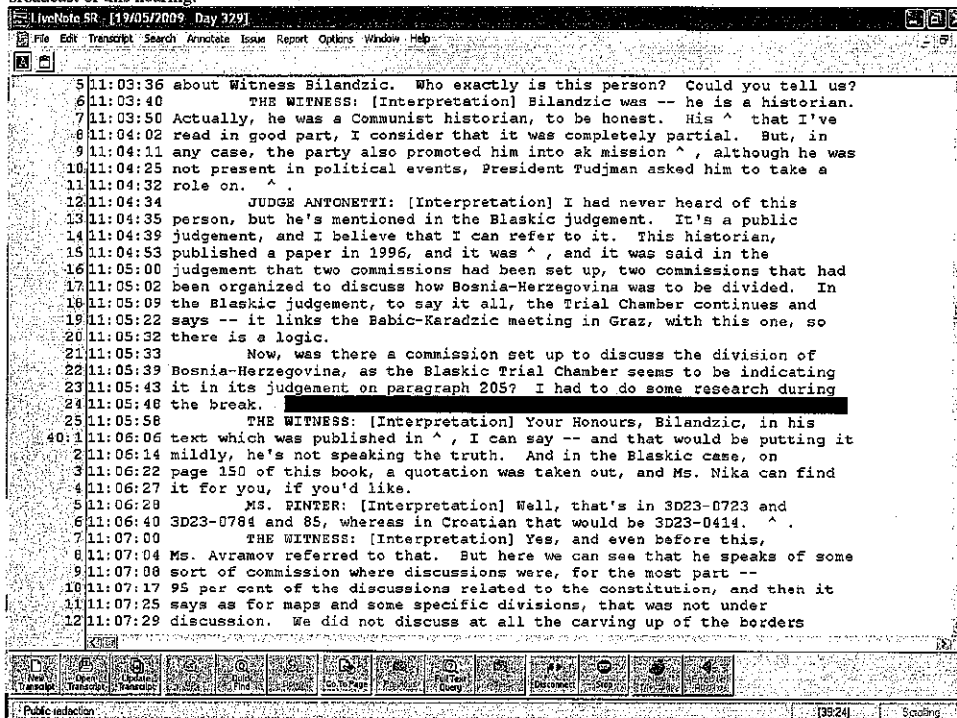 broadcast of this hearing.
LiveNote SR - [19/05/2009 Day 329]
File Edit Transcript Search Annotate Issue Report Options Window Help
5 11:03:36 about Witness Bilandzic. Who exactly is this person? Could you tell us?
6 11:03:40 THE WITNESS: [Interpretation] Bilandzic was -- he is a historian.
7 11:03:50 Actually, he was a Communist historian, to be honest. His ^ that I've
8 11:04:02 read in good part, I consider that it was completely partial. But, in
9 11:04:11 any case, the party also promoted him into ak mission ^ , although he was
10 11:04:25 not present in political events, President Tudjman asked him to take a
11 11:04:32 role on. ^ .
12 11:04:34 JUDGE ANTONETTI: [Interpretation] I had never heard of this
13 11:04:35 person, but he's mentioned in the Blaskic judgement. It's a public
14 11:04:39 judgement, and I believe that I can refer to it. This historian,
15 11:04:53 published a paper in 1996, and it was ^ , and it was said in the
16 11:05:00 judgement that two commissions had been set up, two commissions that had
17 11:05:02 been organized to discuss how Bosnia-Herzegovina was to be divided. In
18 11:05:09 the Blaskic judgement, to say it all, the Trial Chamber continues and
19 11:05:22 says -- it links the Babic-Karadzic meeting in Graz, with this one, so
20 11:05:32 there is a logic.
21 11:05:33 Now, was there a commission set up to discuss the division of
22 11:05:39 Bosnia-Herzegovina, as the Blaskic Trial Chamber seems to be indicating
23 11:05:43 it in its judgement on paragraph 205? I had to do some research during
24 11:05:48 the break.
25 11:05:58 THE WITNESS: [Interpretation] Your Honours, Bilandzic, in his
40:1 11:06:06 text which was published in ^ , I can say -- and that would be putting it
2 11:06:14 mildly, he's not speaking the truth. And in the Blaskic case, on
3 11:06:22 page 150 of this book, a quotation was taken out, and Ms. Nika can find
4 11:06:27 it for you, if you'd like.
5 11:06:28 MS. PINTER: [Interpretation] Well, that's in 3D23-0723 and
6 11:06:40 3D23-0784 and 85, whereas in Croatian that would be 3D23-0414. ^ .
7 11:07:00 THE WITNESS: [Interpretation] Yes, and even before this,
8 11:07:04 Ms. Avramov referred to that. But here we can see that he speaks of some
9 11:07:08 sort of commission where discussions were, for the most part --
10 11:07:17 95 per cent of the discussions related to the constitution, and then it
11 11:07:25 says as for maps and some specific divisions, that was not under
12 11:07:29 discussion. We did not discuss at all the carving up of the borders
New Transcript Open Transcript Updated Transcript Quick Find Go To Page Full Text Query Disconnect Stop
Public redaction [39:24] Scrolling